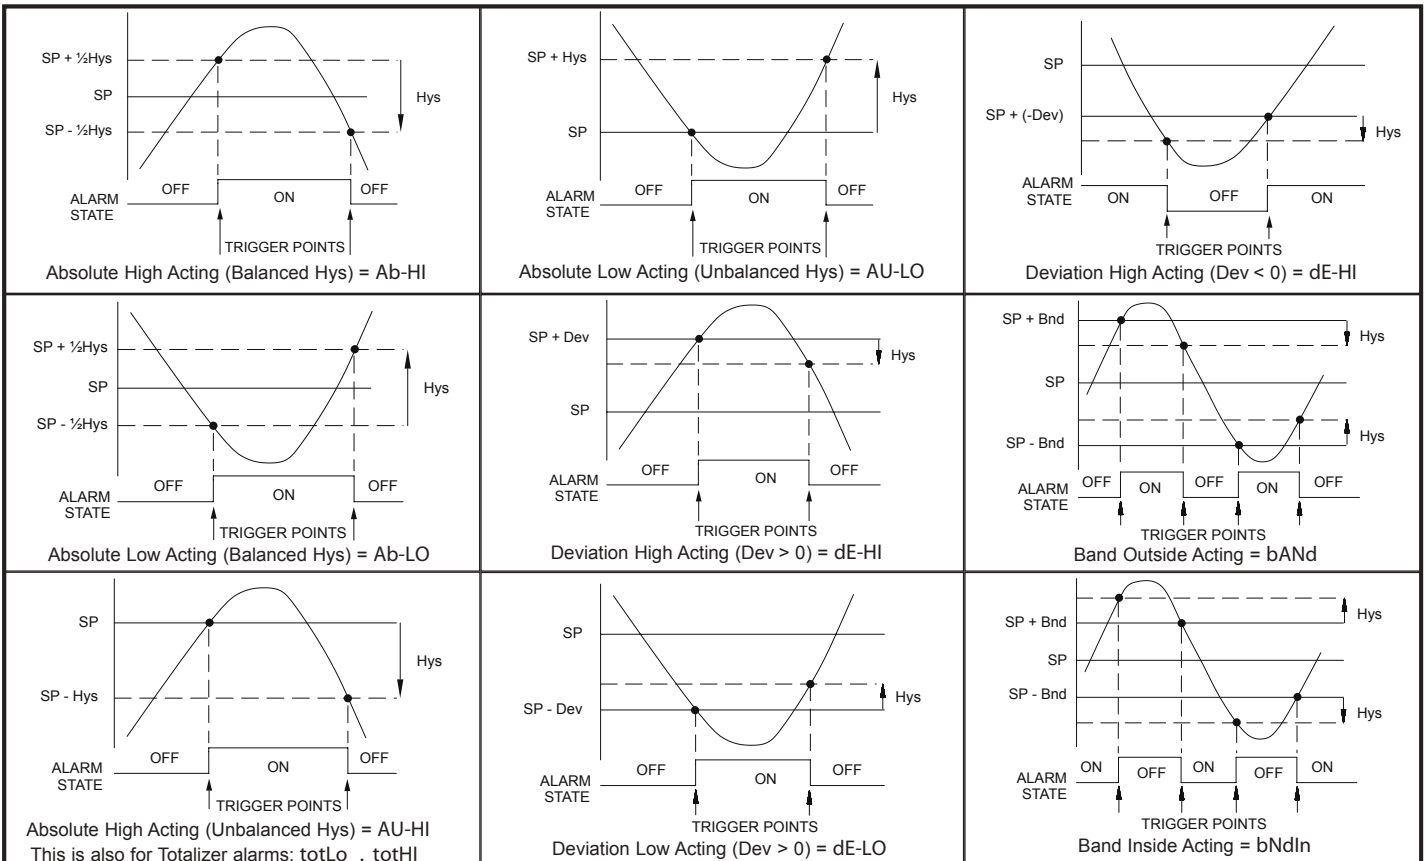 SP + ½Hys
SP
SP - ½Hys
Hys
OFF
ON
OFF
ALARM
STATE
TRIGGER POINTS
Absolute High Acting (Balanced Hys) = Ab-HI
SP + Hys
SP
Hys
OFF
ON
OFF
ALARM
STATE
TRIGGER POINTS
Absolute Low Acting (Unbalanced Hys) = AU-LO
SP
SP + (-Dev)
Hys
ALARM
STATE
ON
OFF
ON
TRIGGER POINTS
Deviation High Acting (Dev < 0) = dE-HI
SP + ½Hys
SP
SP - ½Hys
Hys
OFF
ON
OFF
ALARM
STATE
TRIGGER POINTS
Absolute Low Acting (Balanced Hys) = Ab-LO
SP + Dev
Hys
SP
OFF
ON
OFF
ALARM
STATE
TRIGGER POINTS
Deviation High Acting (Dev > 0) = dE-HI
SP + Bnd
Hys
SP
SP - Bnd
Hys
ALARM
STATE
OFF
ON
OFF
ON
OFF
TRIGGER POINTS
Band Outside Acting = bANd
SP
SP - Hys
Hys
OFF
ON
OFF
ALARM
STATE
TRIGGER POINTS
Absolute High Acting (Unbalanced Hys) = AU-HI
This is also for Totalizer alarms: totLo , totHI
SP
SP - Dev
Hys
OFF
ON
OFF
ALARM
STATE
TRIGGER POINTS
Deviation Low Acting (Dev > 0) = dE-LO
Hys
SP + Bnd
SP
SP - Bnd
Hys
ON
OFF
ON
OFF
ON
ALARM
STATE
TRIGGER POINTS
Band Inside Acting = bNdIn